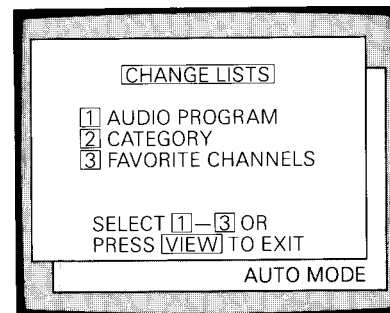 CHANGE LISTS
1 AUDIO PROGRAM
2 CATEGORY
3 FAVORITE CHANNELS
SELECT 1–3 OR
PRESS VIEW TO EXIT
AUTO MODE